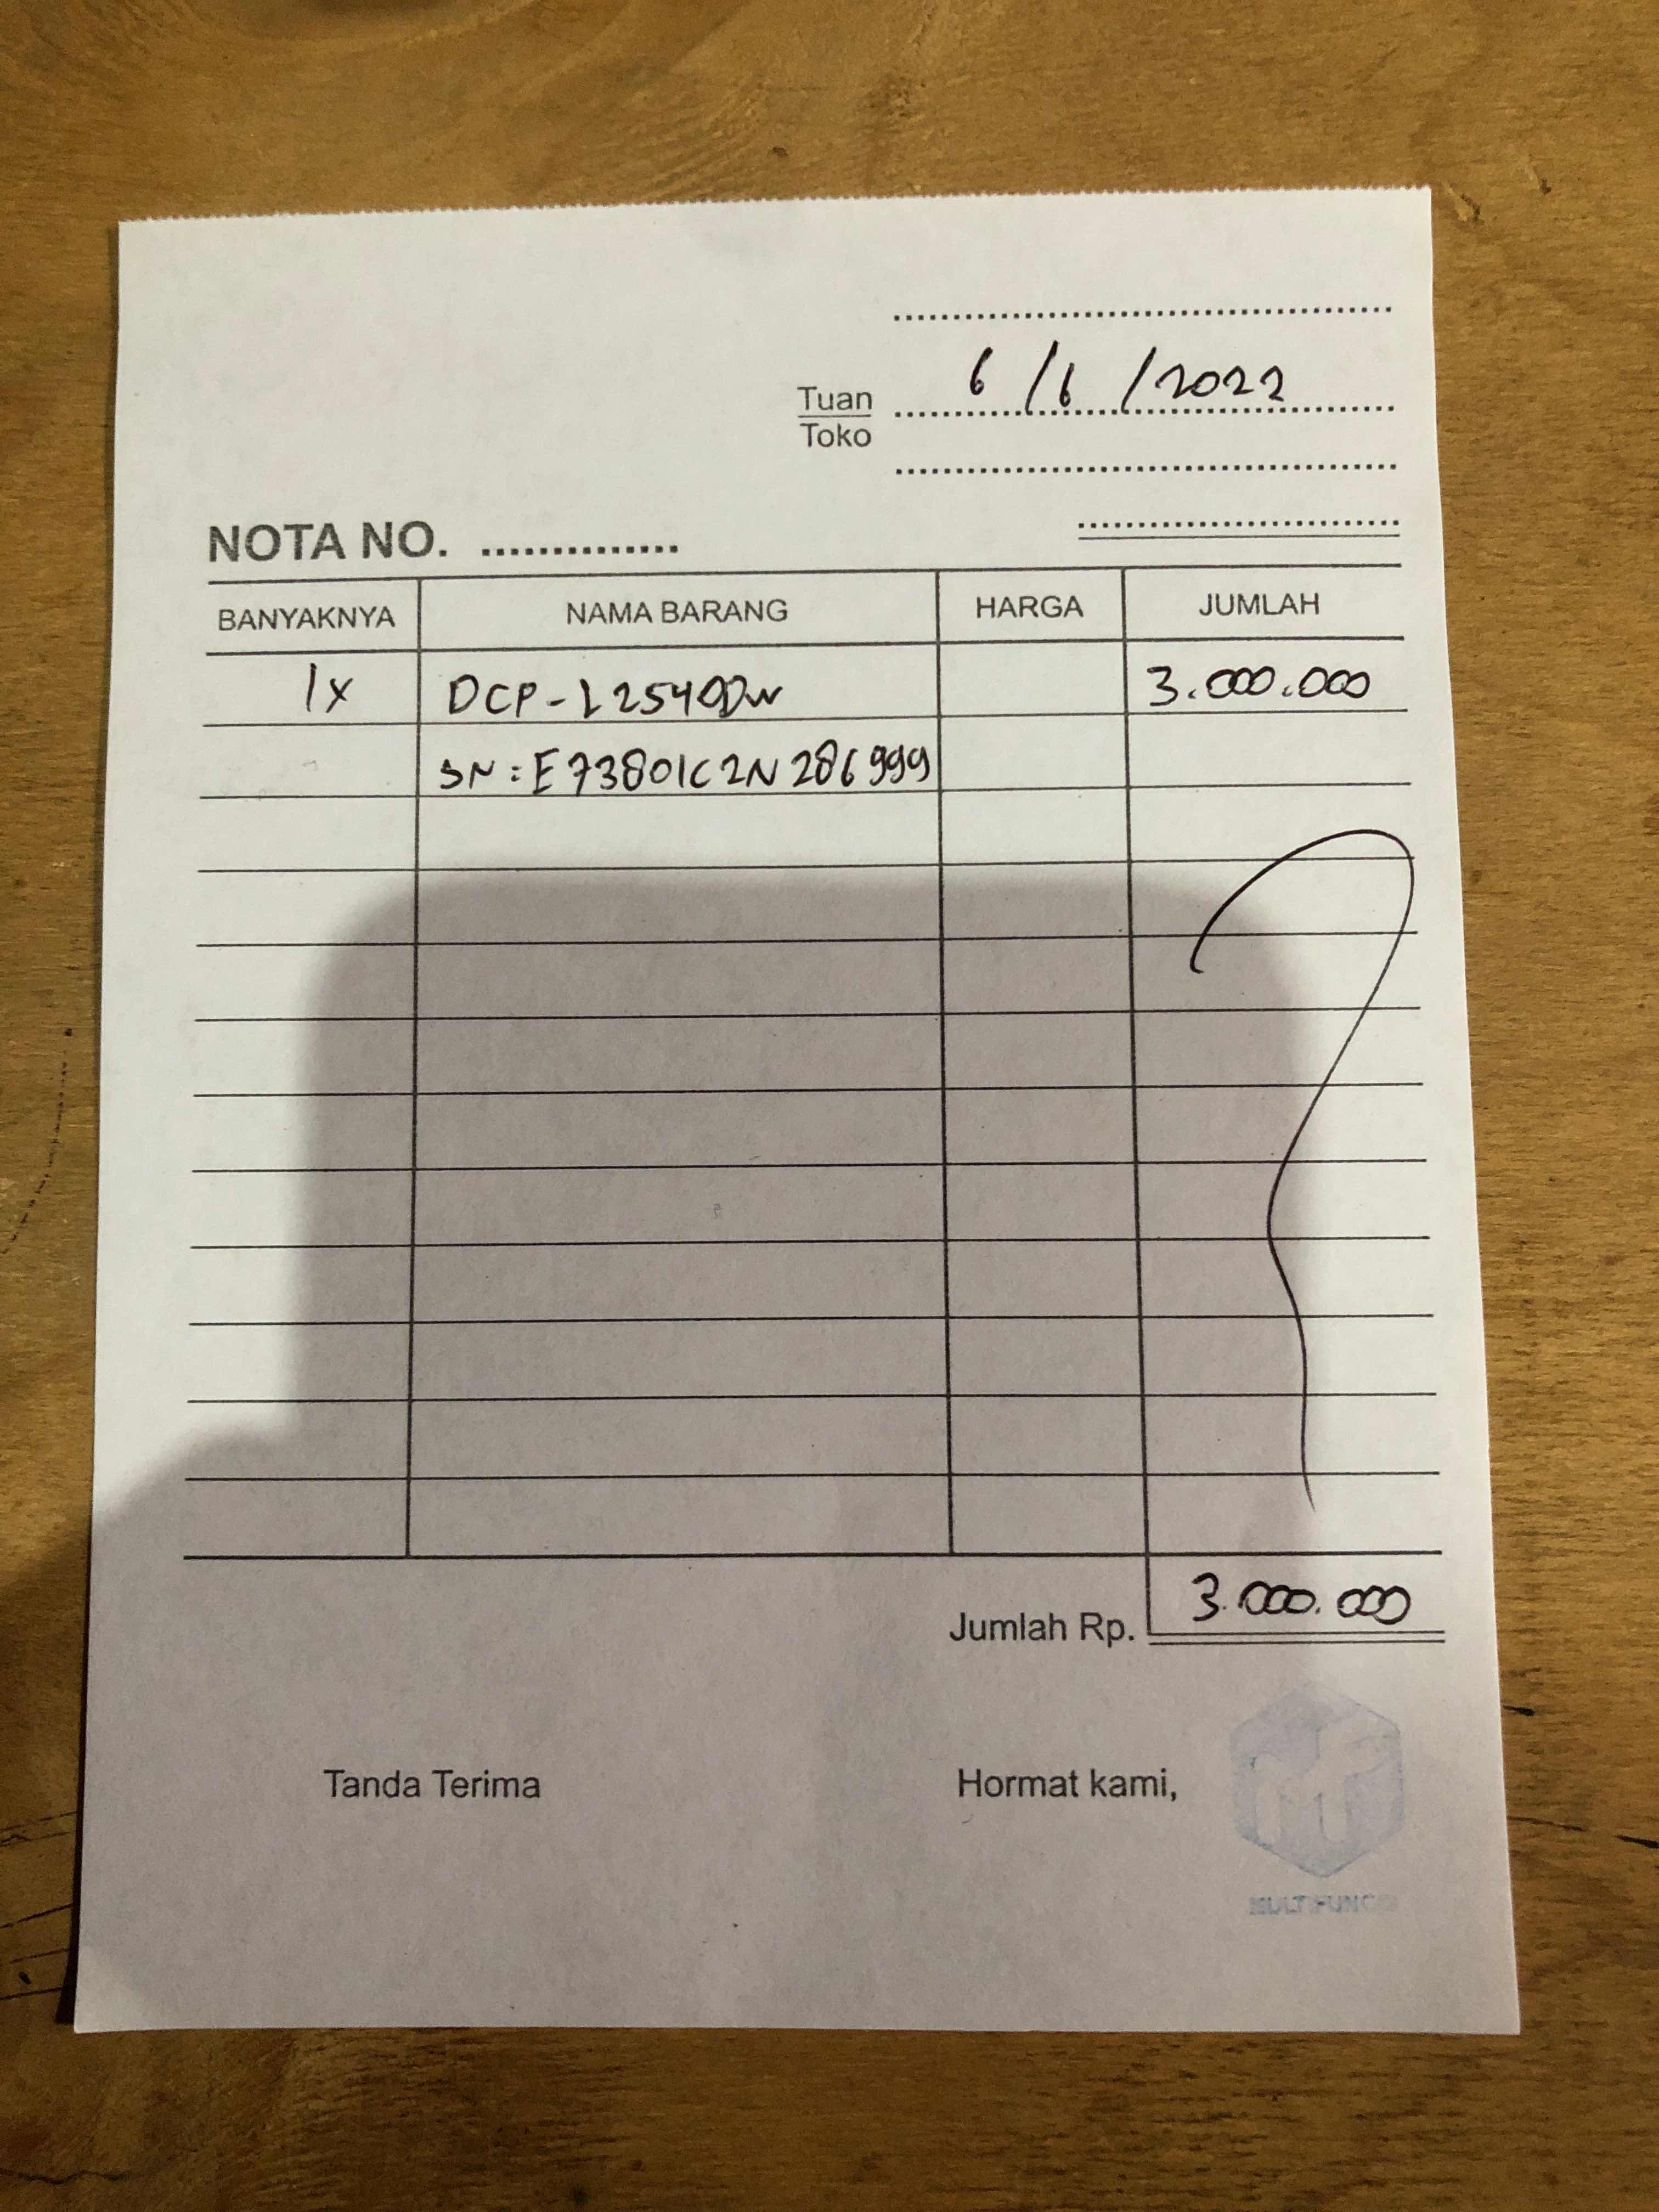 6/6/2022
Tuan
Toko
NOTA NO. ..............
BANYAKNYA NAMA BARANG HARGA JUMLAH
1x DCP-L2540DW 3.000.000
SN: E73801C2N286999
Jumlah Rp. 3.000.000
Tanda Terima Hormat kami,
MULTIFUNGSI